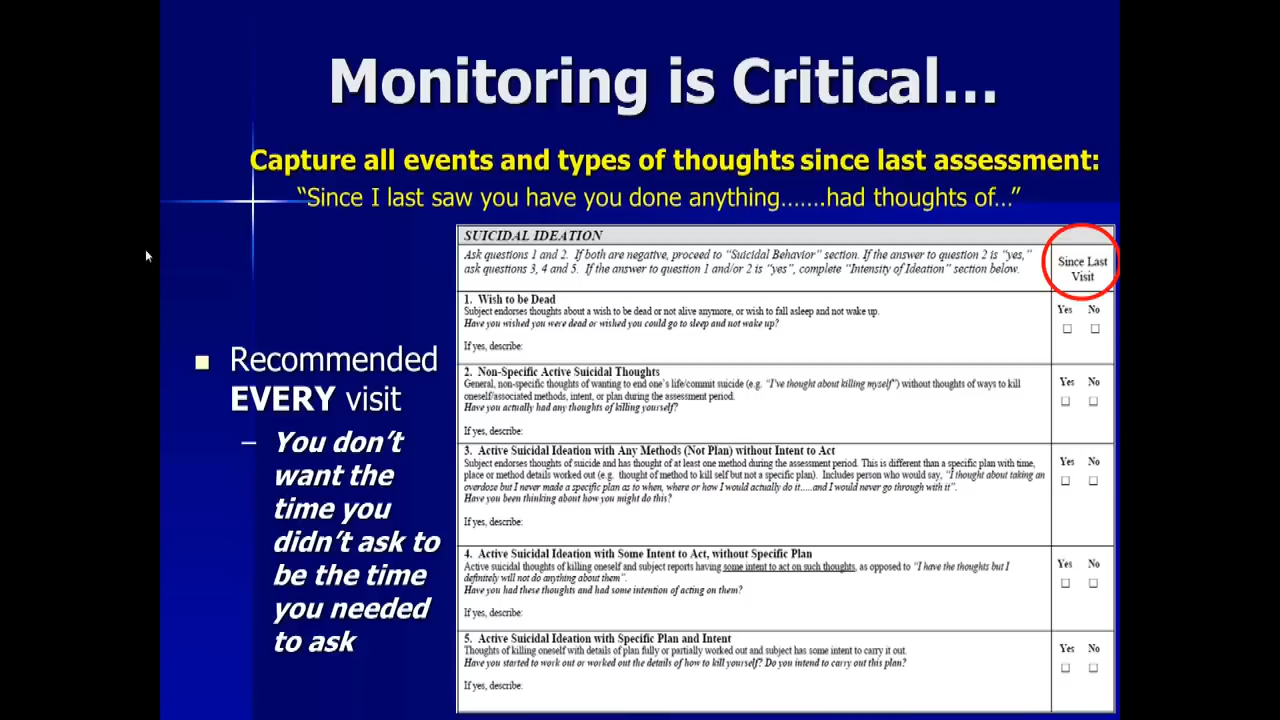 Monitoring is Critical…
Capture all events and types of thoughts since last assessment:
“Since I last saw you have you done anything…….had thoughts of…”
Recommended
EVERY visit
– You don’t
want the
time you
didn’t ask to
be the time
you needed
to ask
SUICIDAL IDEATION
Ask questions 1 and 2. If both are negative, proceed to “Suicidal Behavior” section. If the answer to question 2 is “yes,”
ask questions 3, 4 and 5. If the answer to question 1 and/or 2 is “yes”, complete “Intensity of Ideation” section below.
Since Last
Visit
1. Wish to be Dead
Subject endorses thoughts about a wish to be dead or not alive anymore, or wish to fall asleep and not wake up.
Have you wished you were dead or wished you could go to sleep and not wake up?
If yes, describe:
Yes No
2. Non-Specific Active Suicidal Thoughts
General, non-specific thoughts of wanting to end one’s life/commit suicide (e.g. “I’ve thought about killing myself”) without thoughts of ways to kill
oneself/associated methods, intent, or plan during the assessment period.
Have you actually had any thoughts of killing yourself?
If yes, describe:
Yes No
3. Active Suicidal Ideation with Any Methods (Not Plan) without Intent to Act
Subject endorses thoughts of suicide and has thought of at least one method during the assessment period. This is different than a specific plan with time,
place or method details worked out (e.g. thought of method to kill self but not a specific plan). Includes person who would say, “I thought about taking an
overdose but I never made a specific plan as to when, where or how I would actually do it.....and I would never go through with it”.
Have you been thinking about how you might do this?
If yes, describe:
Yes No
4. Active Suicidal Ideation with Some Intent to Act, without Specific Plan
Active suicidal thoughts of killing oneself and subject reports having some intent to act on such thoughts, as opposed to “I have the thoughts but I
definitely will not do anything about them”.
Have you had these thoughts and had some intention of acting on them?
If yes, describe:
Yes No
5. Active Suicidal Ideation with Specific Plan and Intent
Thoughts of killing oneself with details of plan fully or partially worked out and subject has some intent to carry it out.
Have you started to work out or worked out the details of how to kill yourself? Do you intend to carry out this plan?
If yes, describe:
Yes No